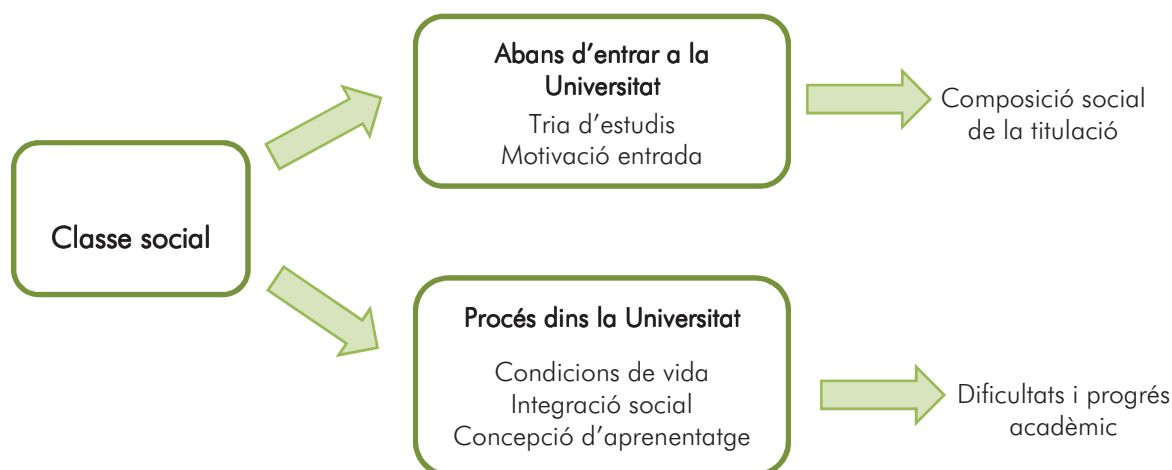 Classe social
Abans d’entrar a la
Universitat
Tria d’estudis
Motivació entrada
Composició social
de la titulació
Procés dins la Universitat
Condicions de vida
Integració social
Concepció d’aprenentatge
Dificultats i progrés
acadèmic